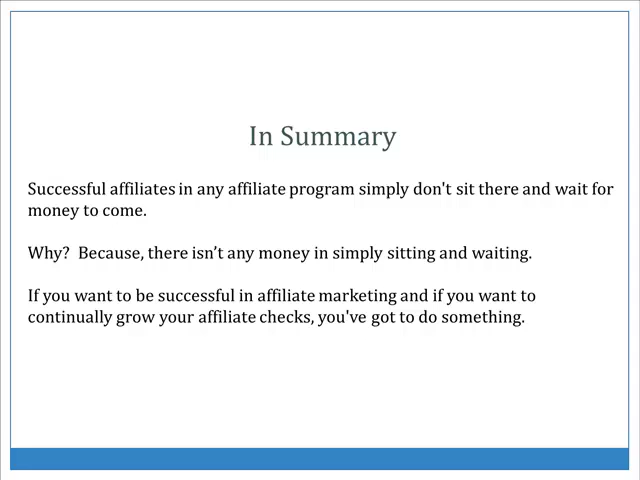 In Summary
Successful affiliates in any affiliate program simply don't sit there and wait for
money to come.
Why?  Because, there isn’t any money in simply sitting and waiting.
If you want to be successful in affiliate marketing and if you want to
continually grow your affiliate checks, you've got to do something.